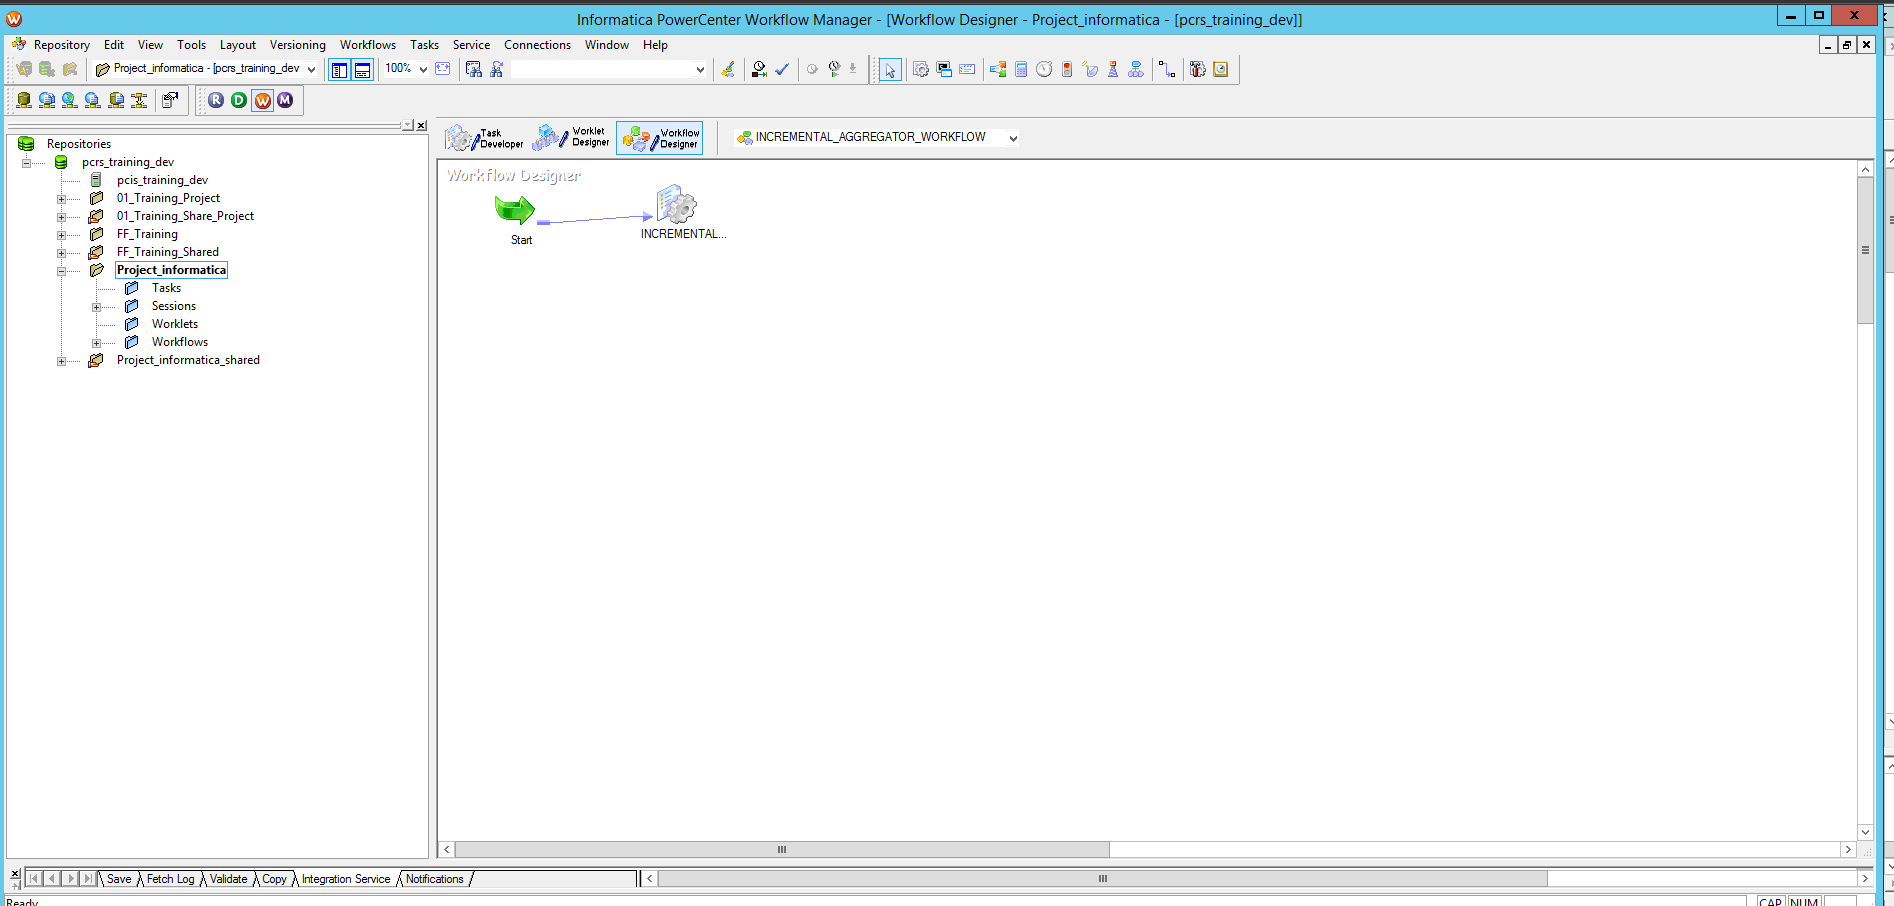 Informatica PowerCenter Workflow Manager - [Workflow Designer - Project_informatica - [pcrs_training_dev]]
Repository Edit View Tools Layout Versioning Workflows Tasks Service Connections Window Help
Project_informatica - [pcrs_training_dev 100%
R D W M
Repositories
pcrs_training_dev
pcis_training_dev
01_Training_Project
01_Training_Share_Project
FF_Training
FF_Training_Shared
Project_informatica
Tasks
Sessions
Worklets
Workflows
Project_informatica_shared
Task Developer
Worklet Designer
Workflow Designer
INCREMENTAL_AGGREGATOR_WORKFLOW
Workflow Designer
Start
INCREMENTAL...
Save Fetch Log Validate Copy Integration Service Notifications
Ready CAP NUM